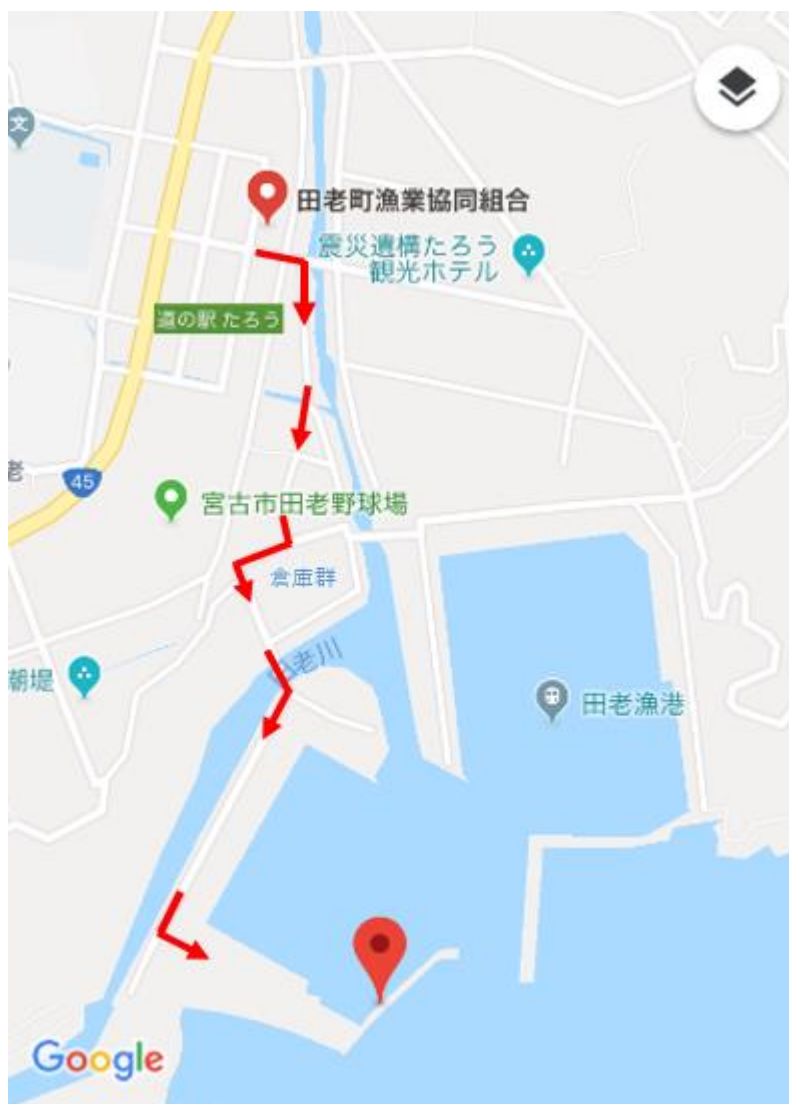 文
田老町漁業協同組合
震災遺構たろう
観光ホテル
道の駅 たろう
老
45
宮古市田老野球場
倉庫群
老川
潮堤
田老漁港
Google